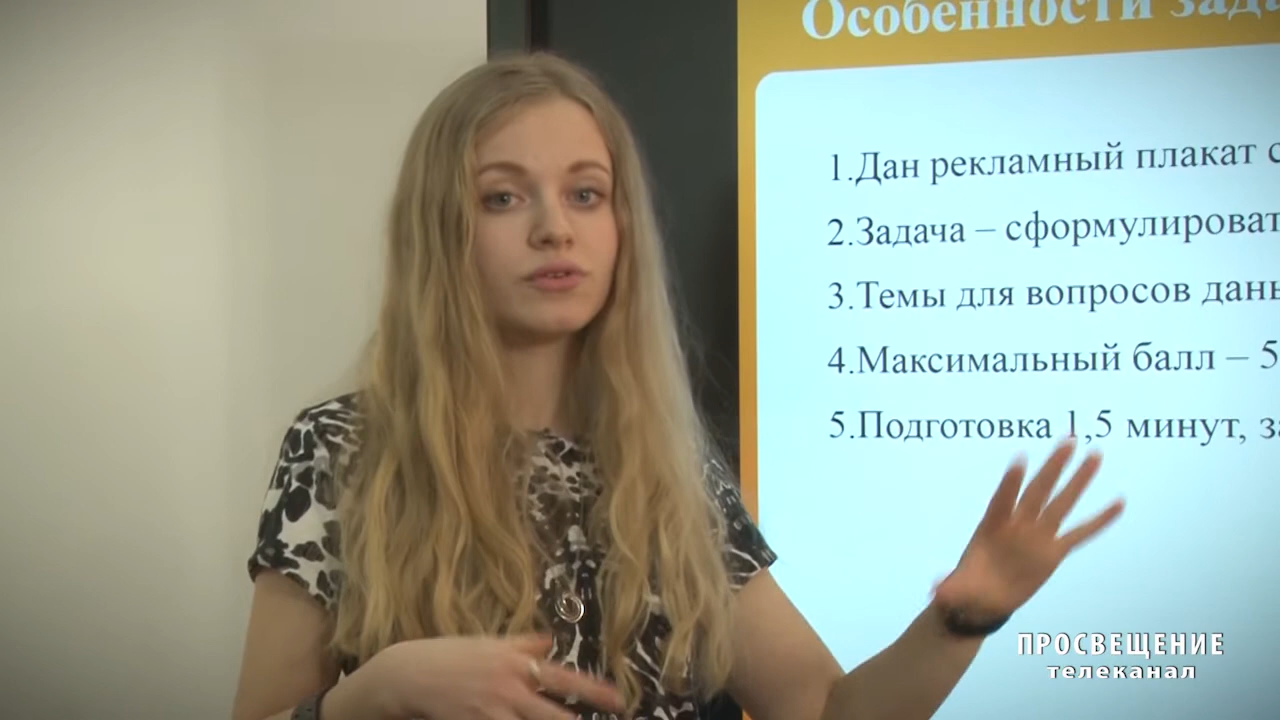 Особенности
1.Дан рекламный плакат с
2.Задача – сформулироват
3.Темы для вопросов дан
4.Максимальный балл – 5
5.Подготовка 1,5 минут,
ПРОСВЕЩЕНИЕ
телеканал